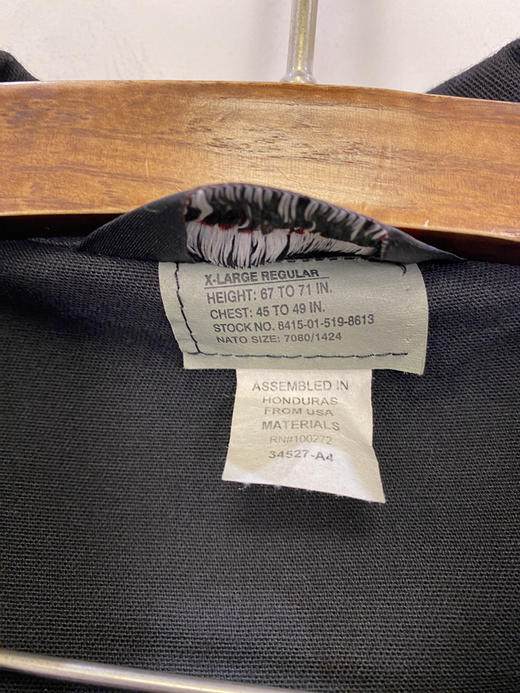 X-LARGE REGULAR
HEIGHT: 67 TO 71 IN.
CHEST: 45 TO 49 IN.
STOCK NO. 8415-01-519-8613
NATO SIZE: 7080/1424
ASSEMBLED IN
HONDURAS
FROM USA
MATERIALS
RN#100272
34527-A4